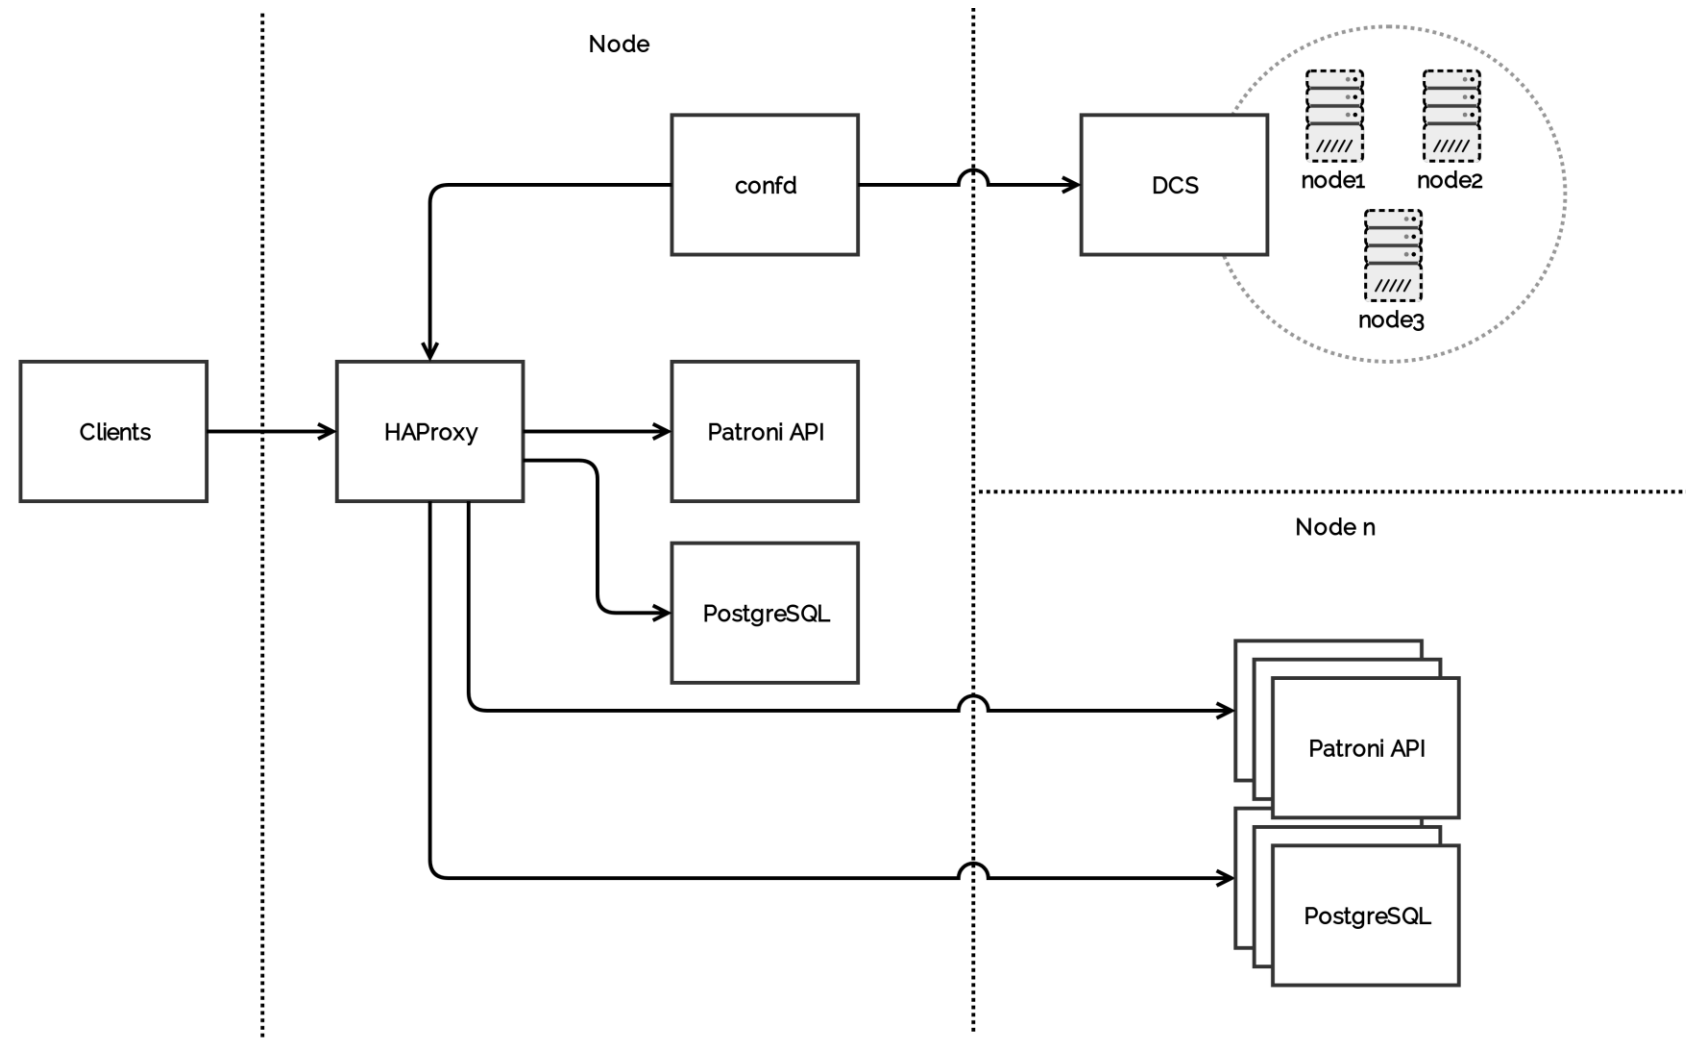 Node
confd
DCS
node1
node2
node3
Clients
HAProxy
Patroni API
PostgreSQL
Node n
Patroni API
PostgreSQL